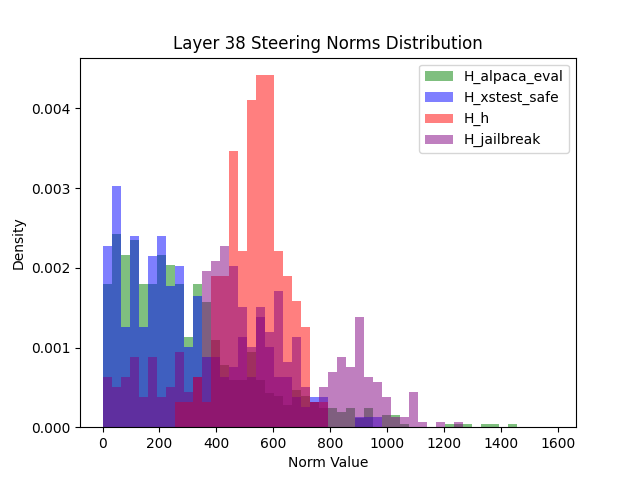 Layer 38 Steering Norms Distribution
H_alpaca_eval
H_xstest_safe
H_h
H_jailbreak
Density
0.004
0.003
0.002
0.001
0.000
0 200 400 600 800 1000 1200 1400 1600
Norm Value